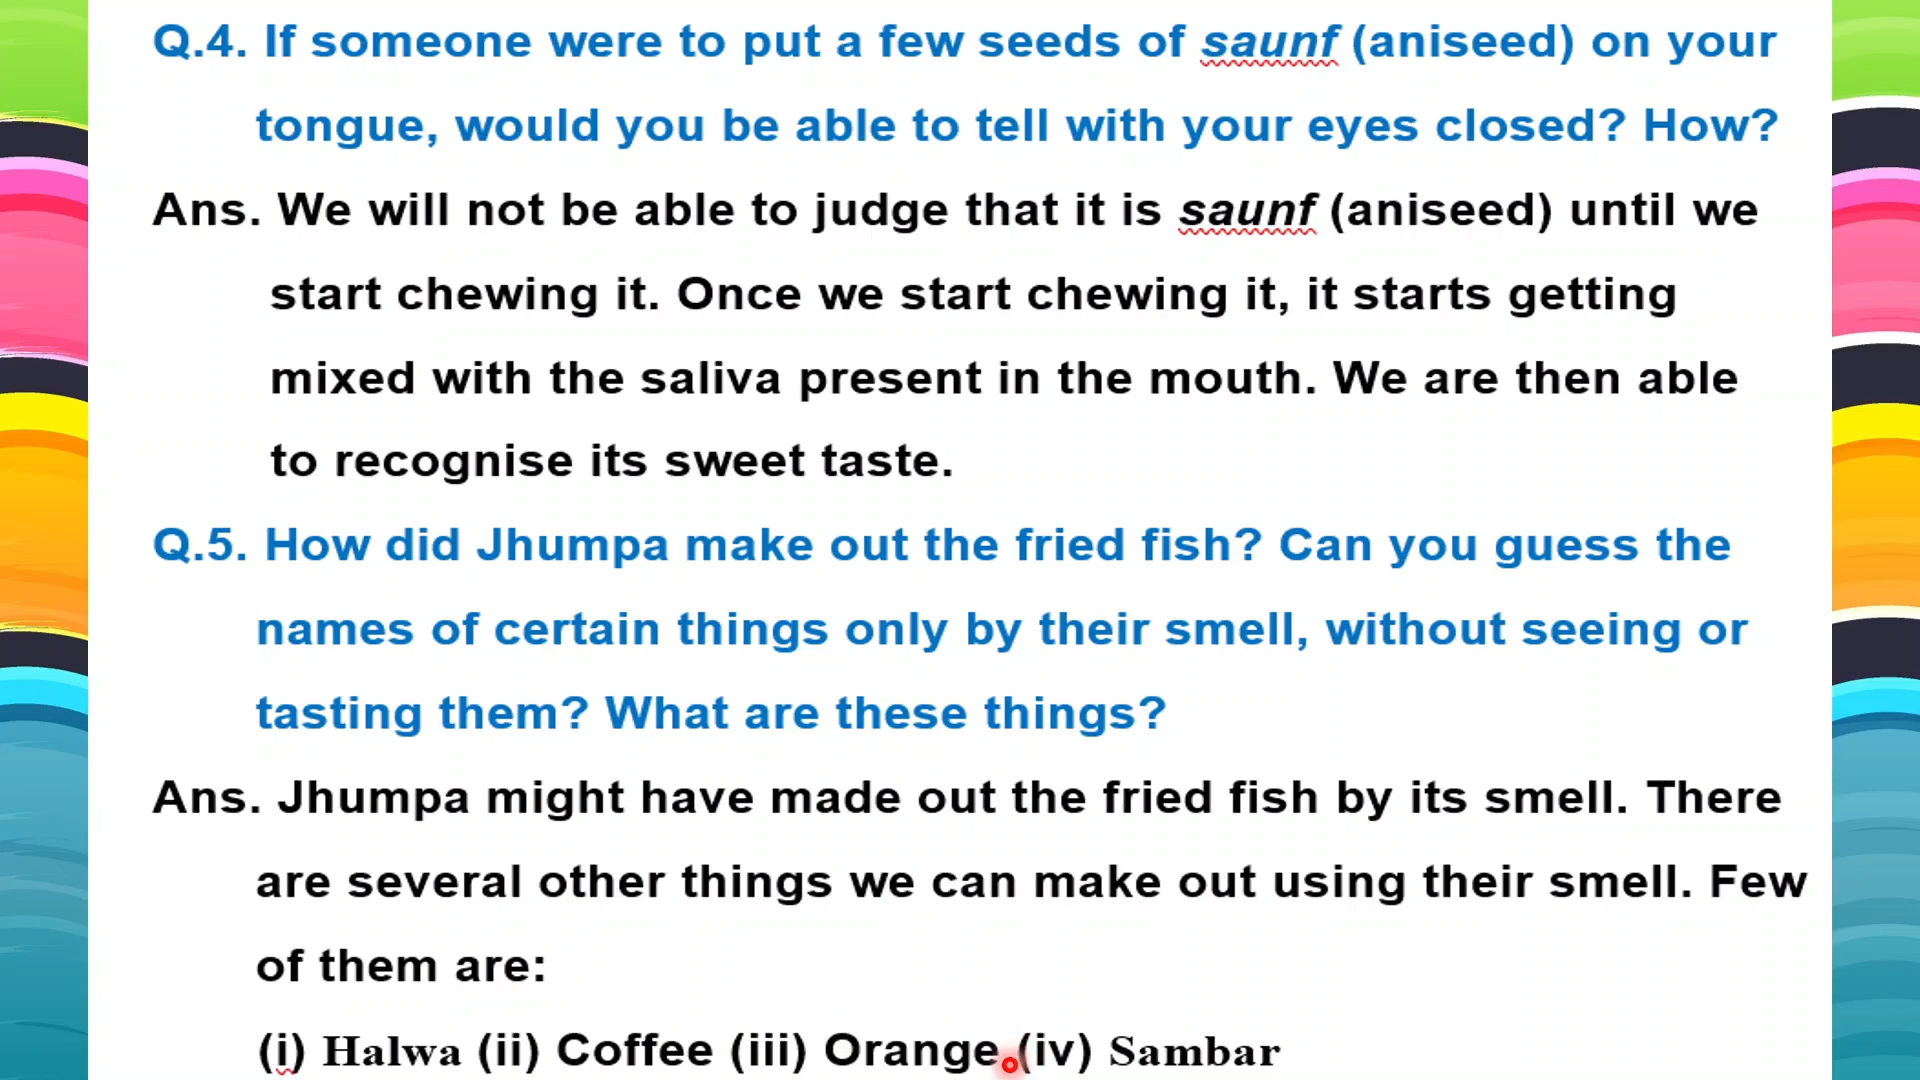 Q.4. If someone were to put a few seeds of saunf (aniseed) on your
tongue, would you be able to tell with your eyes closed? How?
Ans. We will not be able to judge that it is saunf (aniseed) until we
start chewing it. Once we start chewing it, it starts getting
mixed with the saliva present in the mouth. We are then able
to recognise its sweet taste.
Q.5. How did Jhumpa make out the fried fish? Can you guess the
names of certain things only by their smell, without seeing or
tasting them? What are these things?
Ans. Jhumpa might have made out the fried fish by its smell. There
are several other things we can make out using their smell. Few
of them are:
(i) Halwa (ii) Coffee (iii) Orange (iv) Sambar